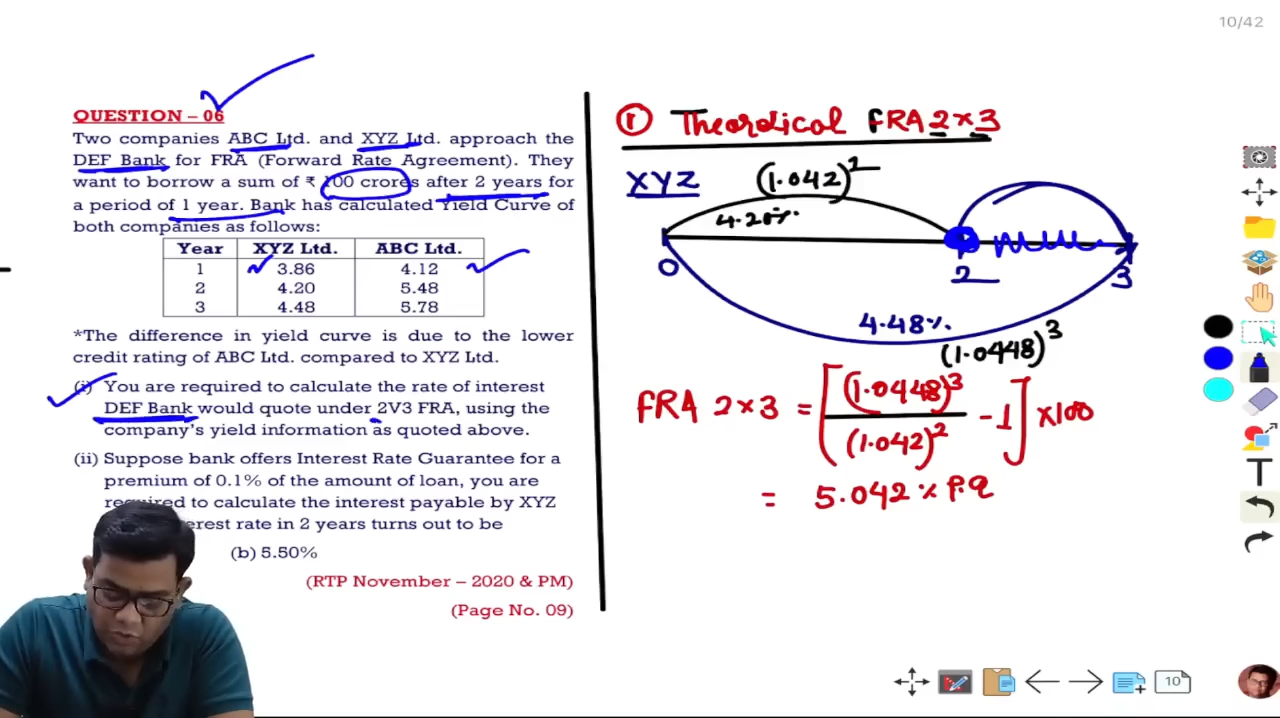 10/42
QUESTION – 06
Two companies ABC Ltd. and XYZ Ltd. approach the
DEF Bank for FRA (Forward Rate Agreement). They
want to borrow a sum of ₹ 100 crores after 2 years for
a period of 1 year. Bank has calculated Yield Curve of
both companies as follows:
Year XYZ Ltd. ABC Ltd.
1 3.86 4.12
2 4.20 5.48
3 4.48 5.78
*The difference in yield curve is due to the lower
credit rating of ABC Ltd. compared to XYZ Ltd.
(i) You are required to calculate the rate of interest
DEF Bank would quote under 2V3 FRA, using the
company's yield information as quoted above.
(ii) Suppose bank offers Interest Rate Guarantee for a
premium of 0.1% of the amount of loan, you are
required to calculate the interest payable by XYZ
erest rate in 2 years turns out to be
(b) 5.50%
(RTP November – 2020 & PM)
(Page No. 09)
① Theordical FRA 2×3
XYZ (1.042)²
4.20%
0 2 3
4.48%
(1.0448)³
FRA 2×3 = [(1.0448)³ / (1.042)² - 1] ×100
= 5.042 % P.a
T
10